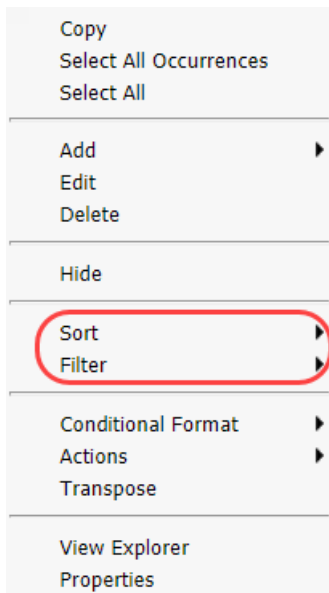 Copy
Select All Occurrences
Select All
Add
Edit
Delete
Hide
Sort
Filter
Conditional Format
Actions
Transpose
View Explorer
Properties